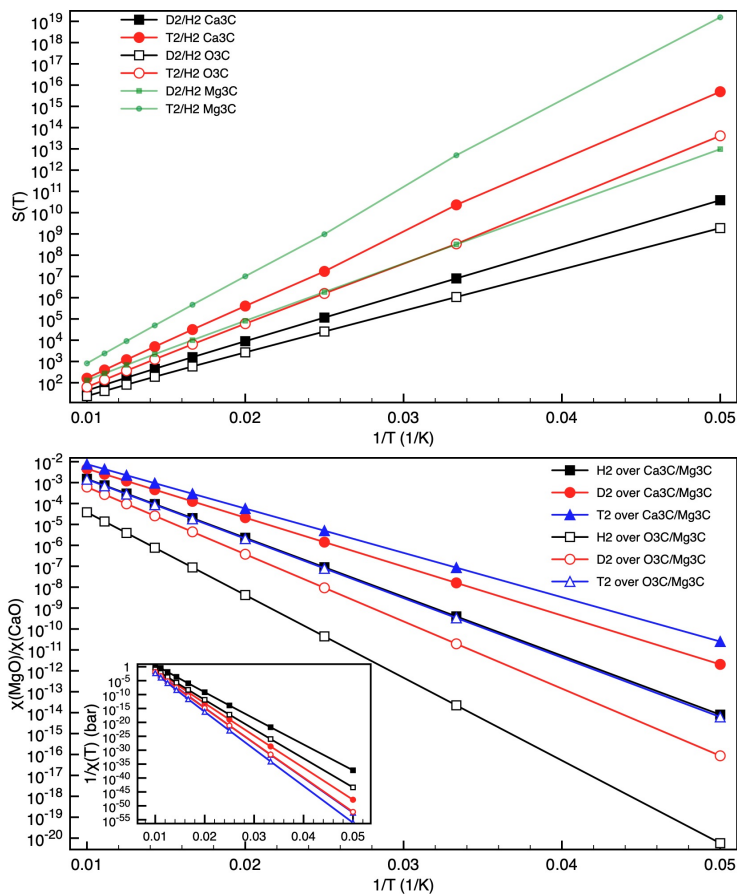 10^19
10^18
10^17
10^16
10^15
10^14
10^13
10^12
10^11
10^10
10^9
10^8
10^7
10^6
10^5
10^4
10^3
10^2
S(T)
D2/H2 Ca3C
T2/H2 Ca3C
D2/H2 O3C
T2/H2 O3C
D2/H2 Mg3C
T2/H2 Mg3C
0.01 0.02 0.03 0.04 0.05
1/T (1/K)
10^-2
10^-3
10^-4
10^-5
10^-6
10^-7
10^-8
10^-9
10^-10
10^-11
10^-12
10^-13
10^-14
10^-15
10^-16
10^-17
10^-18
10^-19
10^-20
χ(MgO)/χ(CaO)
H2 over Ca3C/Mg3C
D2 over Ca3C/Mg3C
T2 over Ca3C/Mg3C
H2 over O3C/Mg3C
D2 over O3C/Mg3C
T2 over O3C/Mg3C
1
10^-5
10^-10
10^-15
10^-20
10^-25
10^-30
10^-35
10^-40
10^-45
10^-50
10^-55
1/χ(T) (bar)
0.01 0.02 0.03 0.04 0.05
0.01 0.02 0.03 0.04 0.05
1/T (1/K)